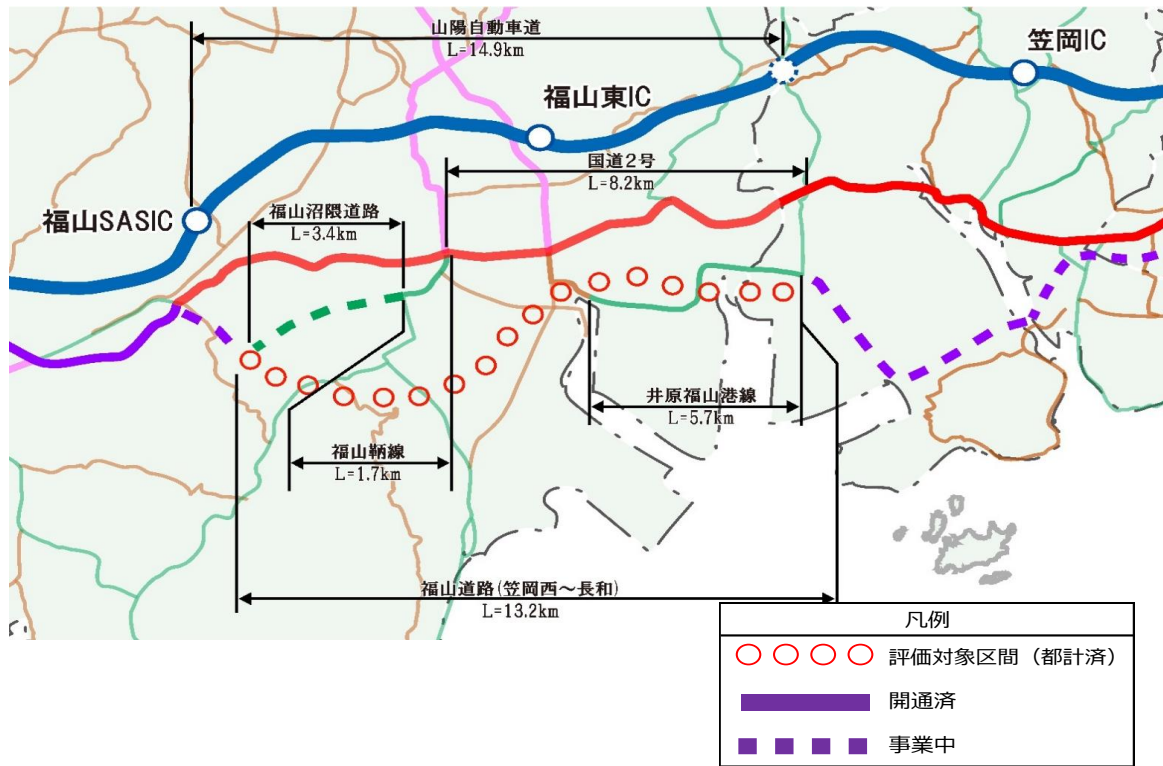 山陽自動車道
L=14.9km
笠岡IC
福山東IC
国道2号
L=8.2km
福山SASIC
福山沼隈道路
L=3.4km
井原福山港線
L=5.7km
福山鞆線
L=1.7km
福山道路(笠岡西～長和)
L=13.2km
凡例
評価対象区間（都計済）
開通済
事業中